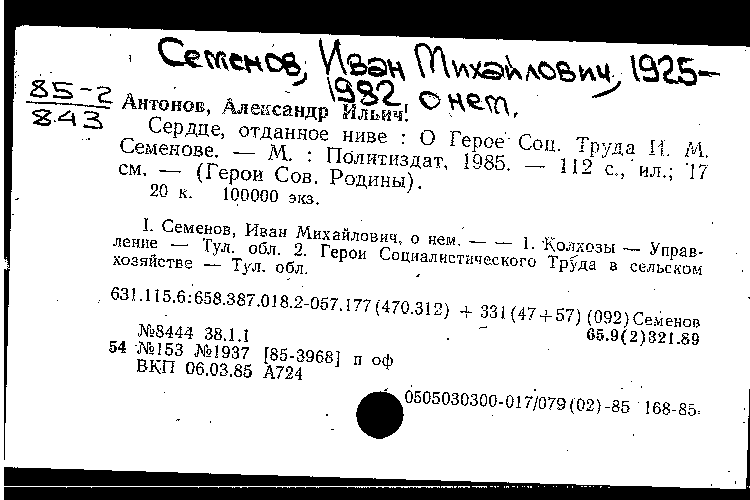 Семенов, Иван Михайлович, 1925–
1982 о нем.
85-2
843
Антонов, Александр Ильич!
Сердце, отданное ниве : О Герое Соц. Труда И. М.
Семенове. — М. : Политиздат, 1985. — 112 с., ил.; 17
см. — (Герои Сов. Родины).
20 к. 100000 экз.
I. Семенов, Иван Михайлович, о нем. — — 1. Колхозы — Управ-
ление — Тул. обл. 2. Герои Социалистического Труда в сельском
хозяйстве — Тул. обл.
631.115.6:658.387.018.2-057.177(470.312) + 331(47+57)(092) Семенов
65.9(2)321.89
№8444 38.1.1
54 №153 №1937 [85-3968] п оф
ВКП 06.03.85 А724
0505030300-017/079(02)-85 168-85